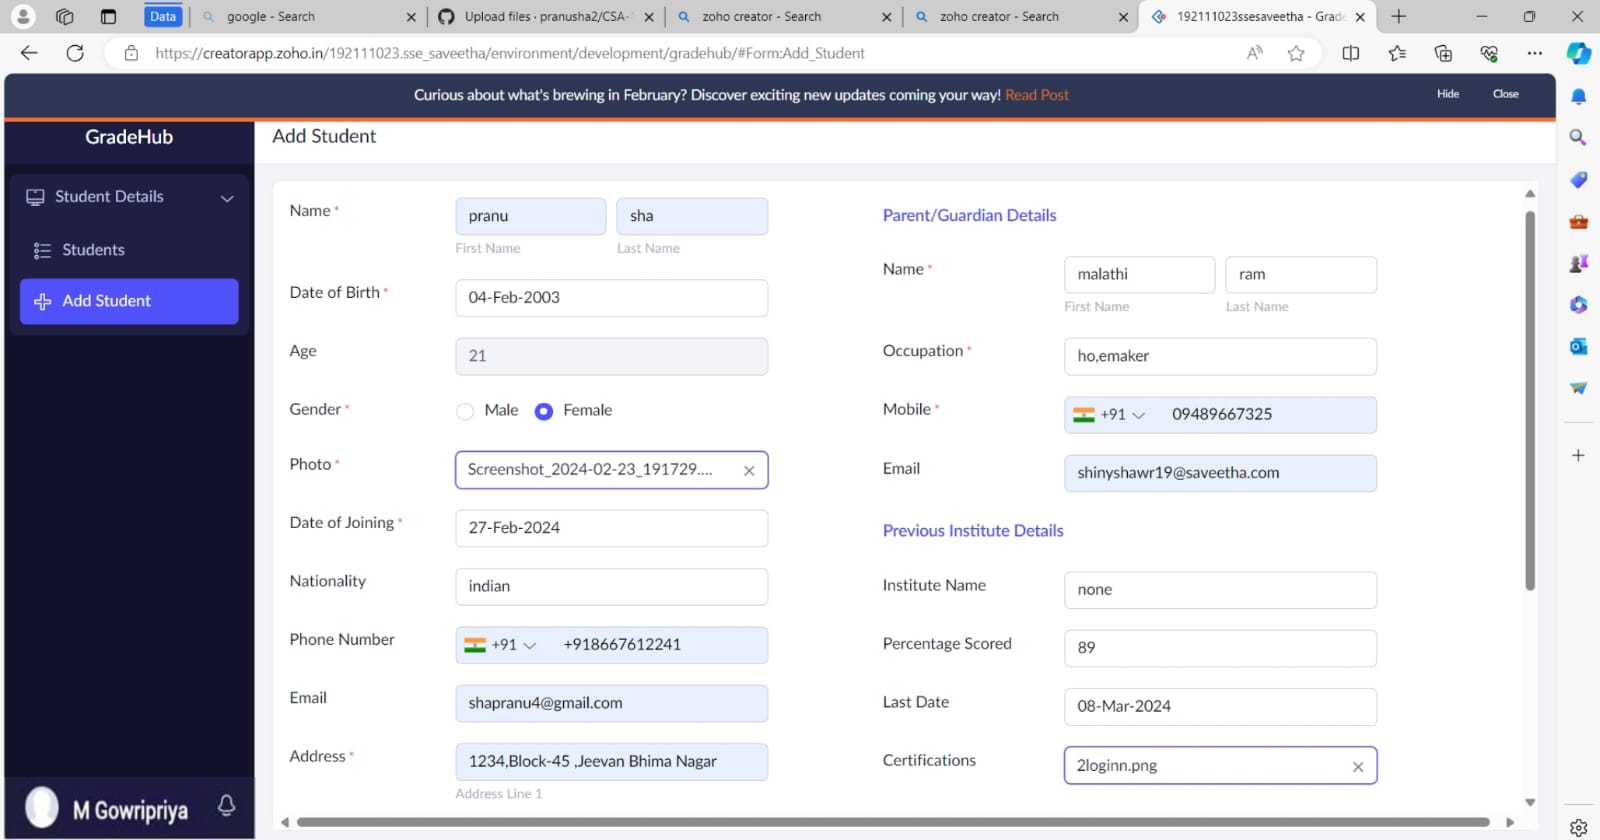 Data
google - Search
Upload files · pranusha2/CSA-1
zoho creator - Search
zoho creator - Search
192111023ssesaveetha - Grade
https://creatorapp.zoho.in/192111023.sse_saveetha/environment/development/gradehub/#Form:Add_Student
Curious about what's brewing in February? Discover exciting new updates coming your way! Read Post
Hide
Close
GradeHub
Student Details
Students
Add Student
M Gowripriya
Add Student
Name *
pranu
sha
First Name
Last Name
Date of Birth *
04-Feb-2003
Age
21
Gender *
Male
Female
Photo *
Screenshot_2024-02-23_191729....
Date of Joining *
27-Feb-2024
Nationality
indian
Phone Number
+91
+918667612241
Email
shapranu4@gmail.com
Address *
1234,Block-45 ,Jeevan Bhima Nagar
Address Line 1
Parent/Guardian Details
Name *
malathi
ram
First Name
Last Name
Occupation *
ho,emaker
Mobile *
+91
09489667325
Email
shinyshawr19@saveetha.com
Previous Institute Details
Institute Name
none
Percentage Scored
89
Last Date
08-Mar-2024
Certifications
2loginn.png